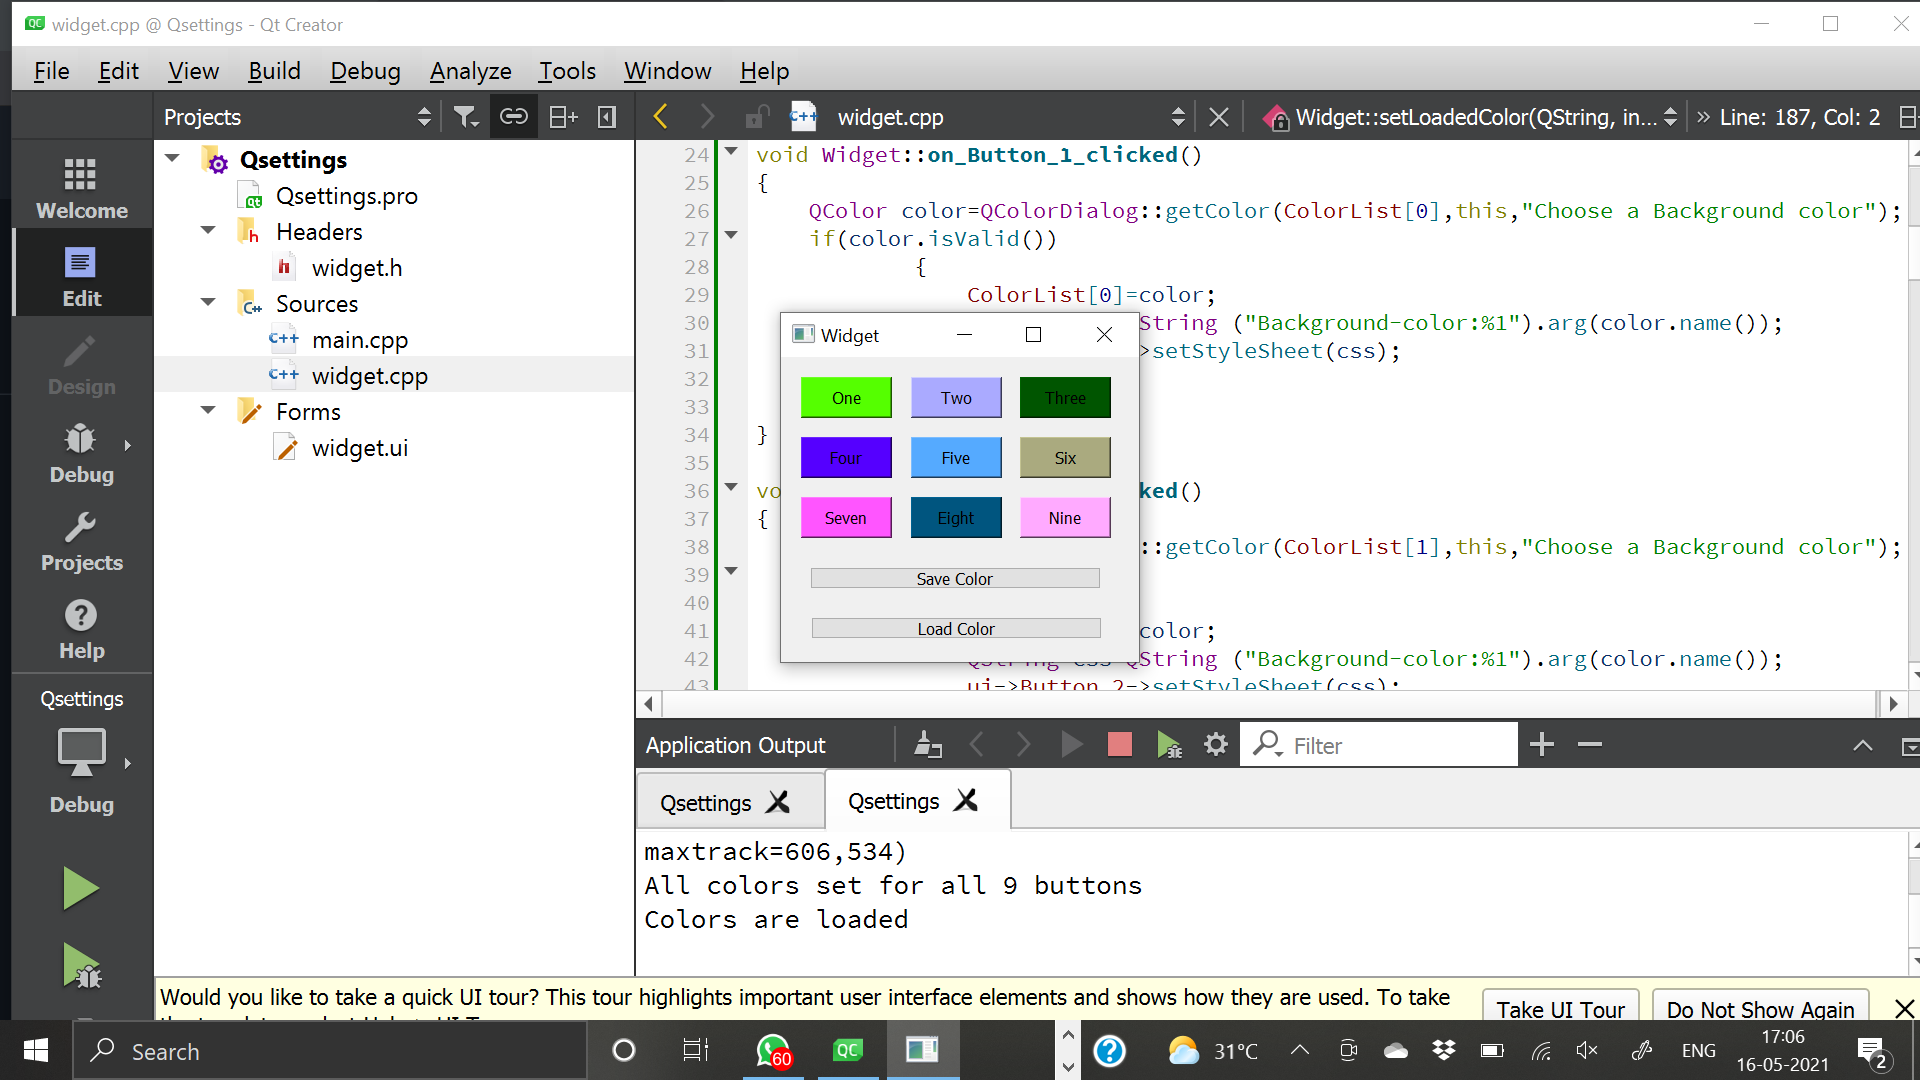 widget.cpp @ Qsettings - Qt Creator
File Edit View Build Debug Analyze Tools Window Help
Projects
widget.cpp
Widget::setLoadedColor(QString, in...
Line: 187, Col: 2
Welcome
Edit
Design
Debug
Projects
Help
Qsettings
Debug
Qsettings
Qsettings.pro
Headers
widget.h
Sources
main.cpp
widget.cpp
Forms
widget.ui
24 void Widget::on_Button_1_clicked()
25 {
26 QColor color=QColorDialog::getColor(ColorList[0],this,"Choose a Background color");
27 if(color.isValid())
28 {
29 ColorList[0]=color;
30 String ("Background-color:%1").arg(color.name());
31 >setStyleSheet(css);
32
33
34 }
35
36 vo ked()
37 {
38 ::getColor(ColorList[1],this,"Choose a Background color");
39
40
41 color;
42 QString css QString ("Background-color:%1").arg(color.name());
43 ui->Button_2->setStyleSheet(css);
Widget
One Two Three
Four Five Six
Seven Eight Nine
Save Color
Load Color
Application Output
Filter
Qsettings
Qsettings
maxtrack=606,534)
All colors set for all 9 buttons
Colors are loaded
Would you like to take a quick UI tour? This tour highlights important user interface elements and shows how they are used. To take
Take UI Tour
Do Not Show Again
Search
60
QC
31°C
ENG
17:06
16-05-2021
2